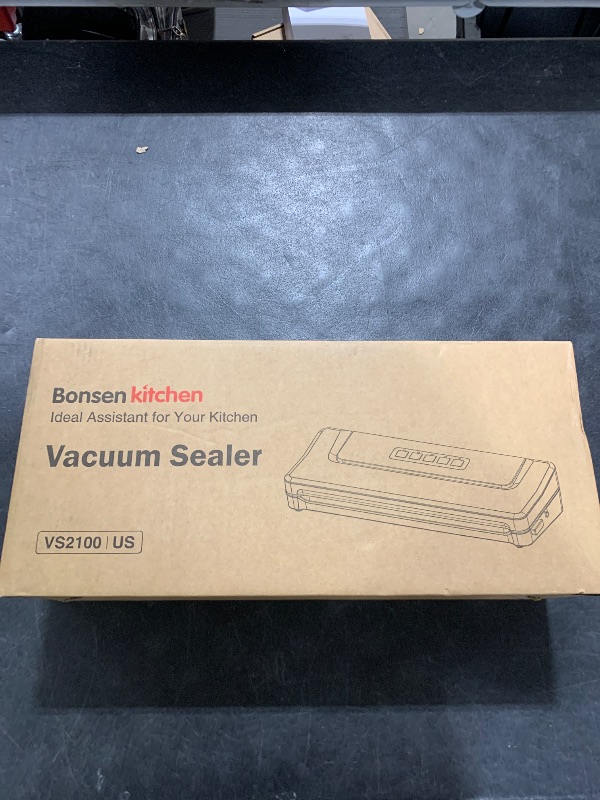 Bonsen kitchen
Ideal Assistant for Your Kitchen
Vacuum Sealer
VS2100 | US